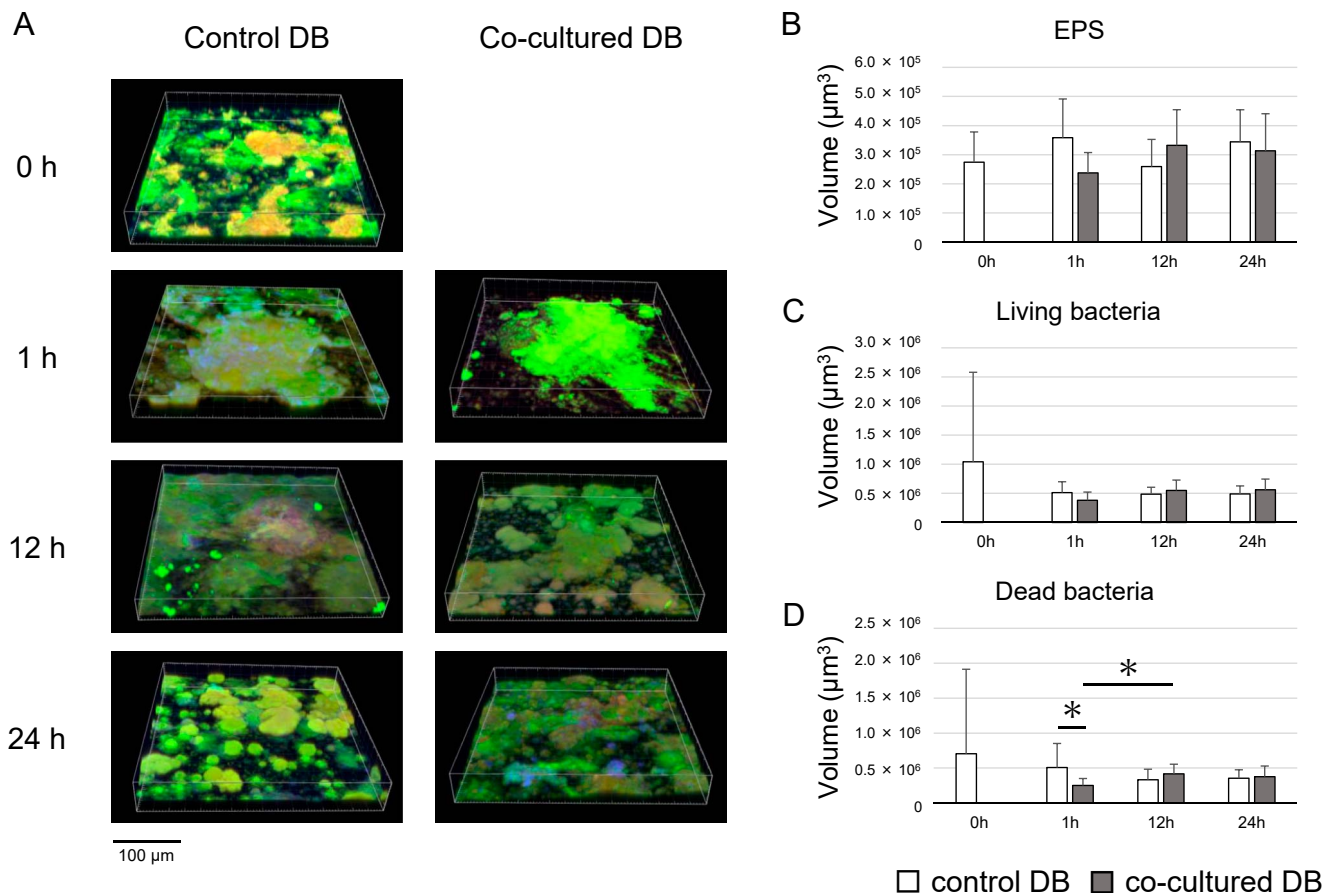 A
Control DB
Co-cultured DB
0 h
1 h
12 h
24 h
100 µm
B
EPS
Volume (µm³)
6.0 × 10⁵
5.0 × 10⁵
4.0 × 10⁵
3.0 × 10⁵
2.0 × 10⁵
1.0 × 10⁵
0
0h
1h
12h
24h
C
Living bacteria
Volume (µm³)
3.0 × 10⁶
2.5 × 10⁶
2.0 × 10⁶
1.5 × 10⁶
1.0 × 10⁶
0.5 × 10⁶
0
0h
1h
12h
24h
D
Dead bacteria
Volume (µm³)
2.5 × 10⁶
2.0 × 10⁶
1.5 × 10⁶
1.0 × 10⁶
0.5 × 10⁶
0
*
*
0h
1h
12h
24h
control DB
co-cultured DB